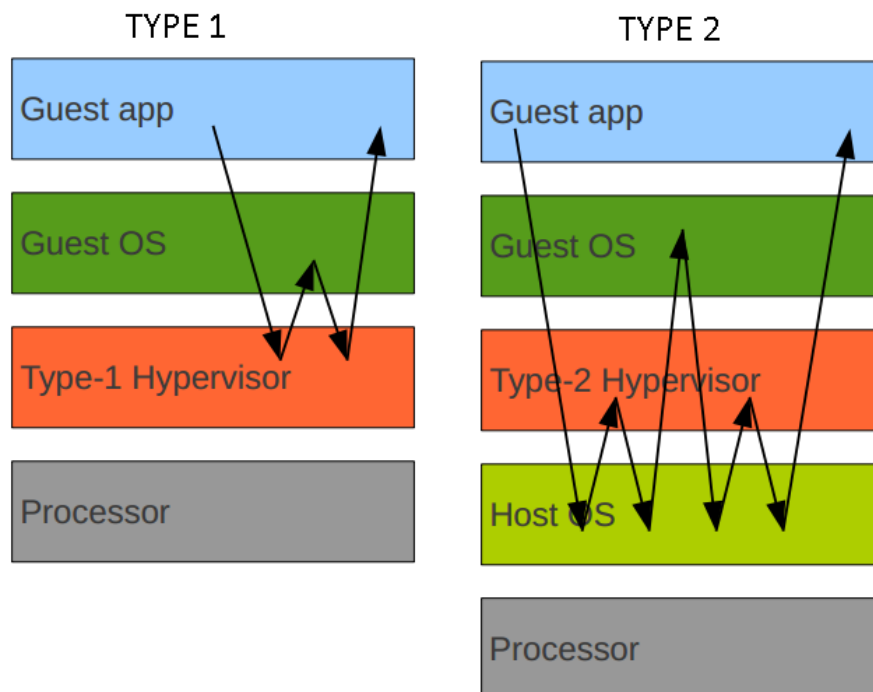 TYPE 1
Guest app
Guest OS
Type-1 Hypervisor
Processor
TYPE 2
Guest app
Guest OS
Type-2 Hypervisor
Host OS
Processor